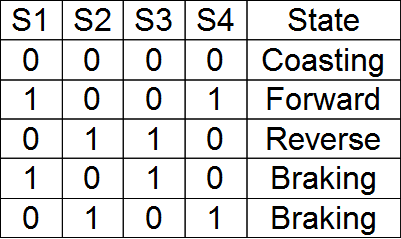 S1 S2 S3 S4 State
0 0 0 0 Coasting
1 0 0 1 Forward
0 1 1 0 Reverse
1 0 1 0 Braking
0 1 0 1 Braking